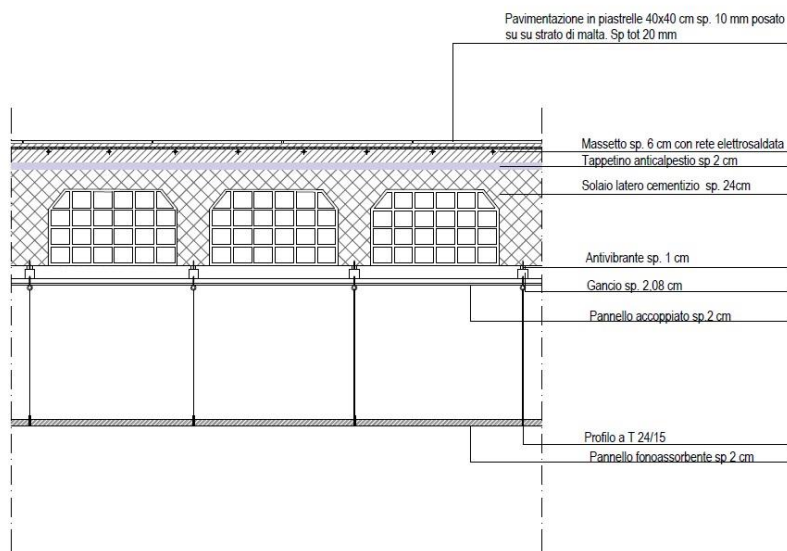 Pavimentazione in piastrelle 40x40 cm sp. 10 mm posato
su su strato di malta. Sp tot 20 mm
Massetto sp. 6 cm con rete elettrosaldata
Tappetino anticalpestio sp 2 cm
Solaio latero cementizio sp. 24cm
Antivibrante sp. 1 cm
Gancio sp. 2.08 cm
Pannello accoppiato sp.2 cm
Profilo a T 24/15
Pannello fonoassorbente sp 2 cm